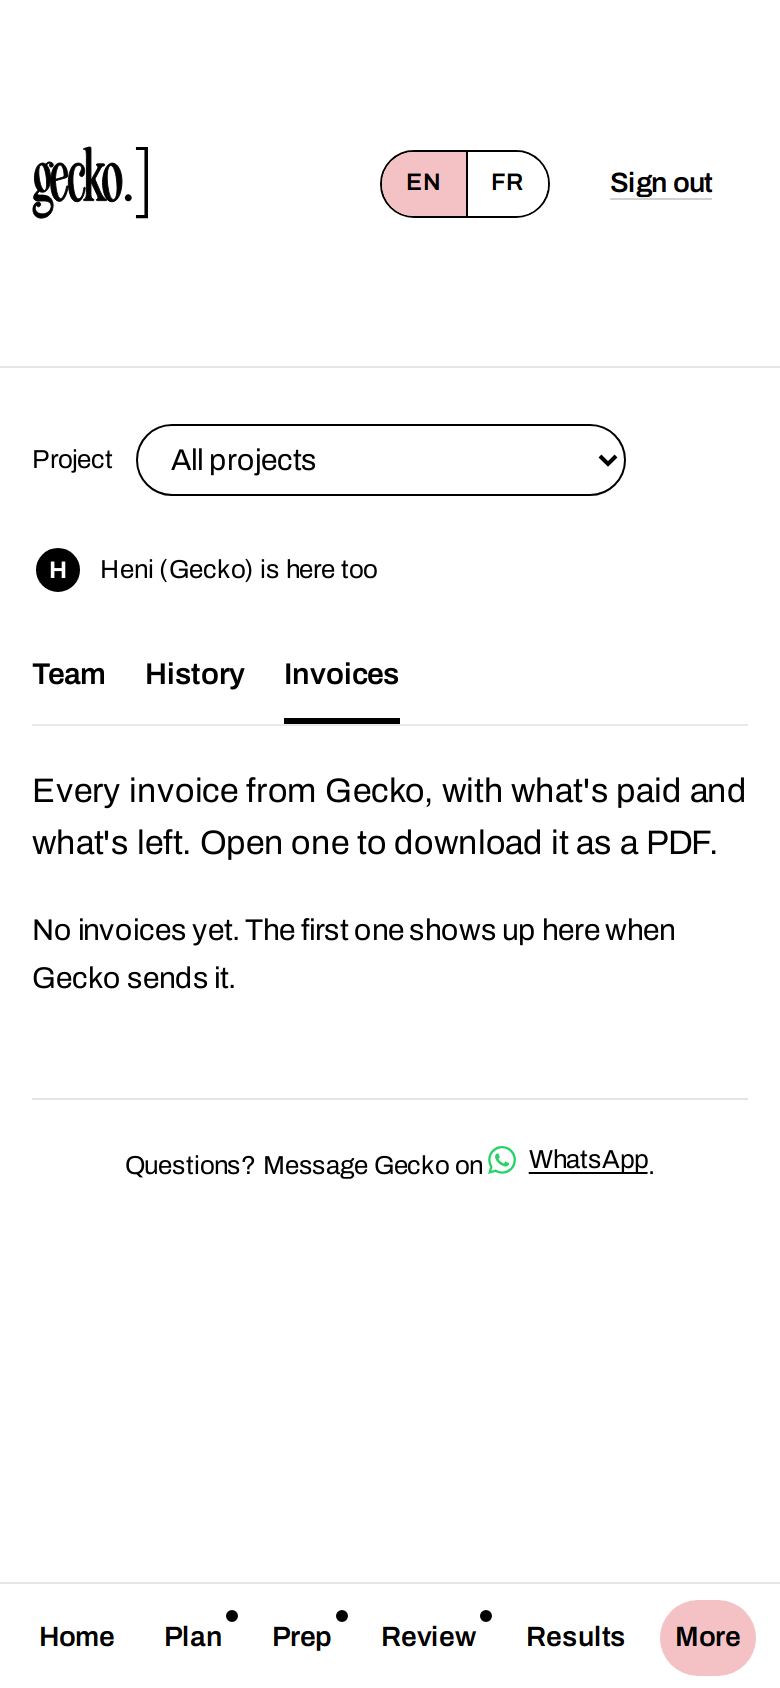 gecko.]
EN FR Sign out
Project All projects
H Heni (Gecko) is here too
Team History Invoices
Every invoice from Gecko, with what's paid and
what's left. Open one to download it as a PDF.
No invoices yet. The first one shows up here when
Gecko sends it.
Questions? Message Gecko on WhatsApp.
Home Plan Prep Review Results More